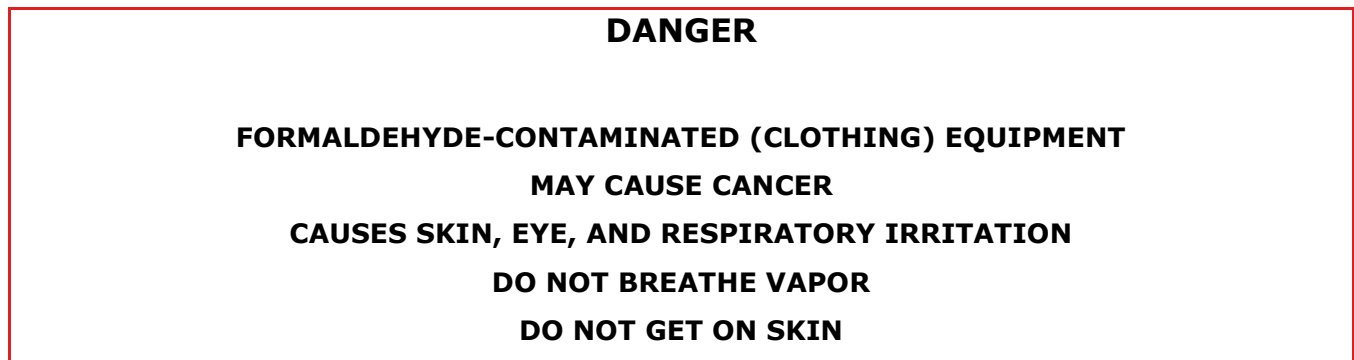 DANGER
FORMALDEHYDE-CONTAMINATED (CLOTHING) EQUIPMENT
MAY CAUSE CANCER
CAUSES SKIN, EYE, AND RESPIRATORY IRRITATION
DO NOT BREATHE VAPOR
DO NOT GET ON SKIN